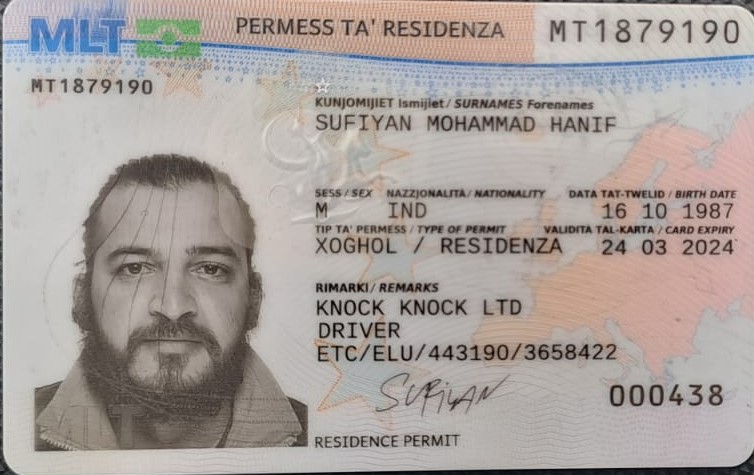 MLT PERMESS TA' RESIDENZA MT1879190
MT1879190
KUNJOMIJIET Ismijiet / SURNAMES Forenames
SUFIYAN MOHAMMAD HANIF
SESS / SEX NAZZJONALITÀ / NATIONALITY DATA TAT-TWELID / BIRTH DATE
M IND 16 10 1987
TIP TA' PERMESS / TYPE OF PERMIT VALIDITÀ TAL-KARTA / CARD EXPIRY
XOGHOL / RESIDENZA 24 03 2024
RIMARKI / REMARKS
KNOCK KNOCK LTD
DRIVER
ETC/ELU/443190/3658422
SUFIYAN
000438
MLT
RESIDENCE PERMIT